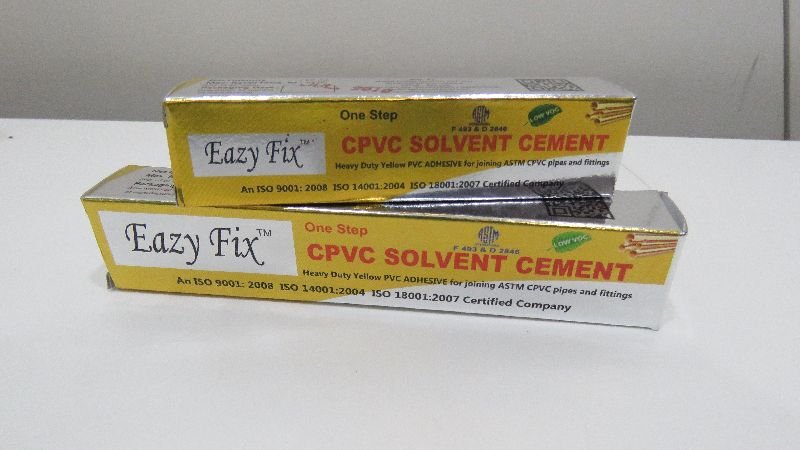 One Step
ASTM
F 493 & D 2846
LOW VOC
Eazy Fix™
CPVC SOLVENT CEMENT
Heavy Duty Yellow PVC ADHESIVE for joining ASTM CPVC pipes and fittings
An ISO 9001: 2008 ISO 14001:2004 ISO 18001:2007 Certified Company
One Step
ASTM
F 493 & D 2846
LOW VOC
Eazy Fix™
CPVC SOLVENT CEMENT
Heavy Duty Yellow PVC ADHESIVE for joining ASTM CPVC pipes and fittings
An ISO 9001: 2008 ISO 14001:2004 ISO 18001:2007 Certified Company